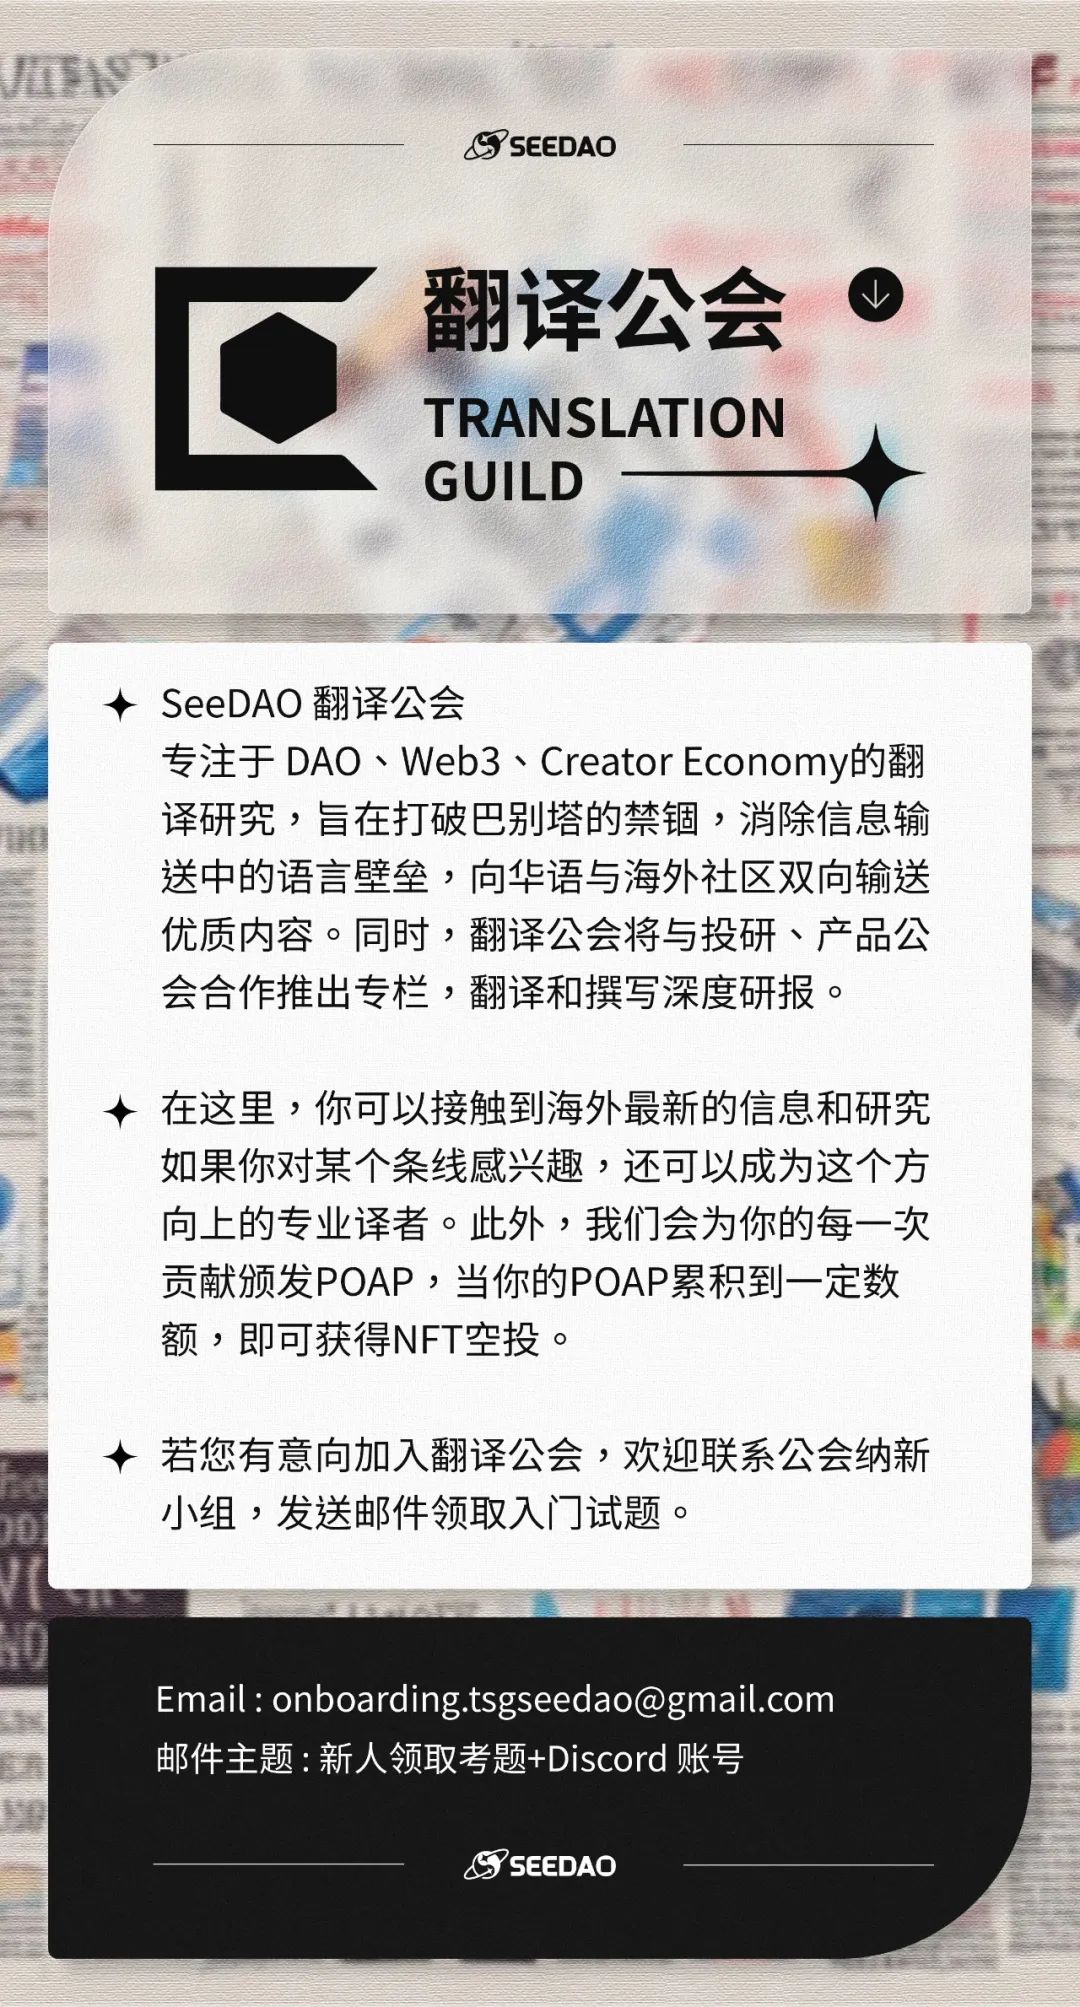 SEEDAO
翻译公会
TRANSLATION
GUILD
SeeDAO 翻译公会
专注于 DAO、Web3、Creator Economy的翻
译研究，旨在打破巴别塔的禁锢，消除信息输
送中的语言壁垒，向华语与海外社区双向输送
优质内容。同时，翻译公会将与投研、产品公
会合作推出专栏，翻译和撰写深度研报。
在这里，你可以接触到海外最新的信息和研究
如果你对某个条线感兴趣，还可以成为这个方
向上的专业译者。此外，我们会为你的每一次
贡献颁发POAP，当你的POAP累积到一定数
额，即可获得NFT空投。
若您有意向加入翻译公会，欢迎联系公会纳新
小组，发送邮件领取入门试题。
Email : onboarding.tsgseedao@gmail.com
邮件主题 : 新人领取考题+Discord 账号
SEEDAO